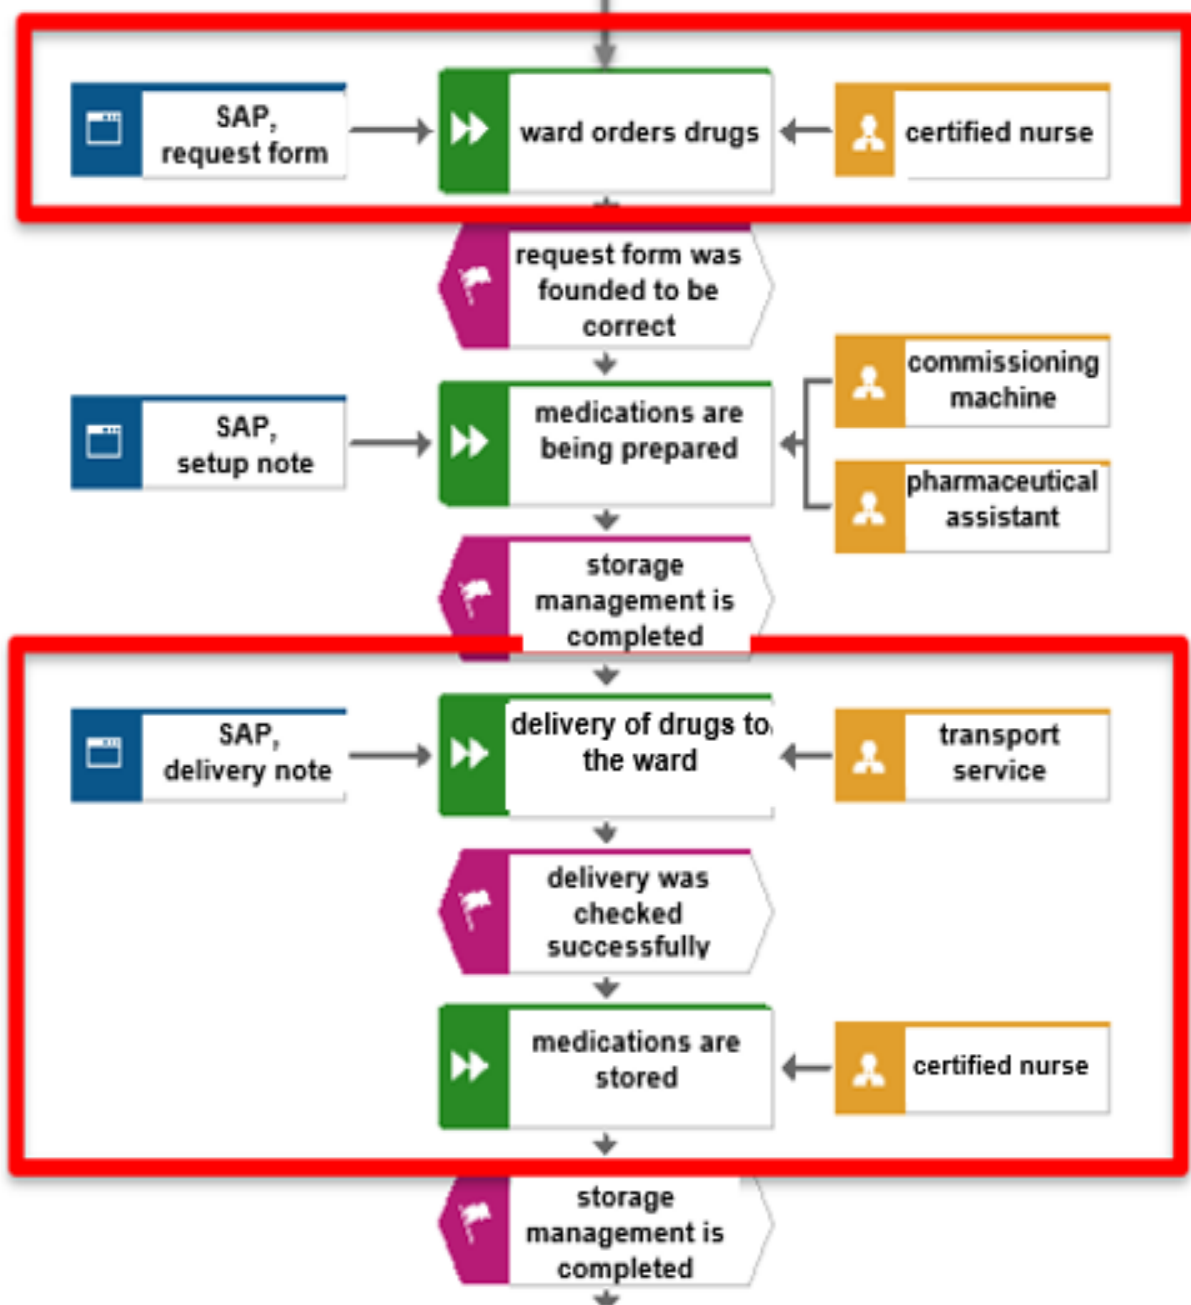 SAP,
request form
ward orders drugs
certified nurse
request form was
founded to be
correct
SAP,
setup note
medications are
being prepared
commissioning
machine
pharmaceutical
assistant
storage
management is
completed
SAP,
delivery note
delivery of drugs to
the ward
transport
service
delivery was
checked
successfully
medications are
stored
certified nurse
storage
management is
completed